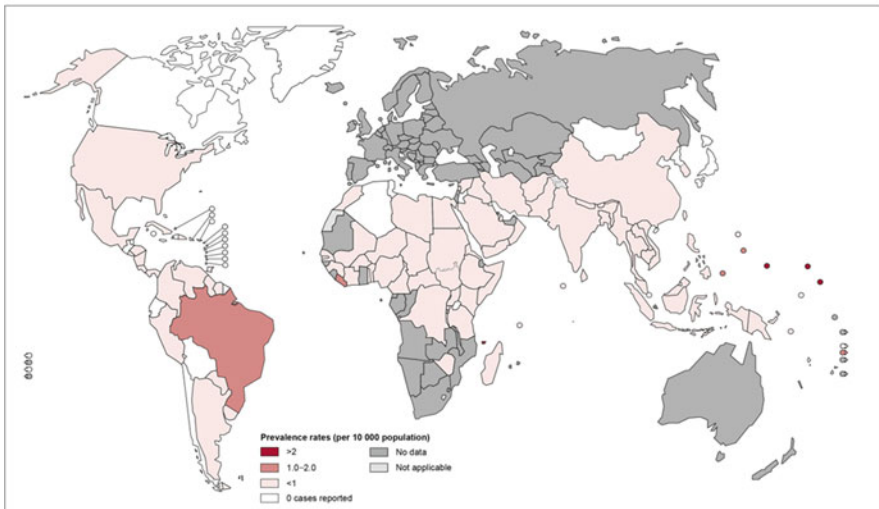 Prevalence rates (per 10 000 population)
>2
1.0–2.0
<1
0 cases reported
No data
Not applicable